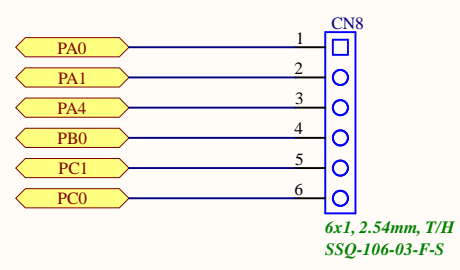 CN8
PA0 1
PA1 2
PA4 3
PB0 4
PC1 5
PC0 6
6x1, 2.54mm, T/H
SSQ-106-03-F-S